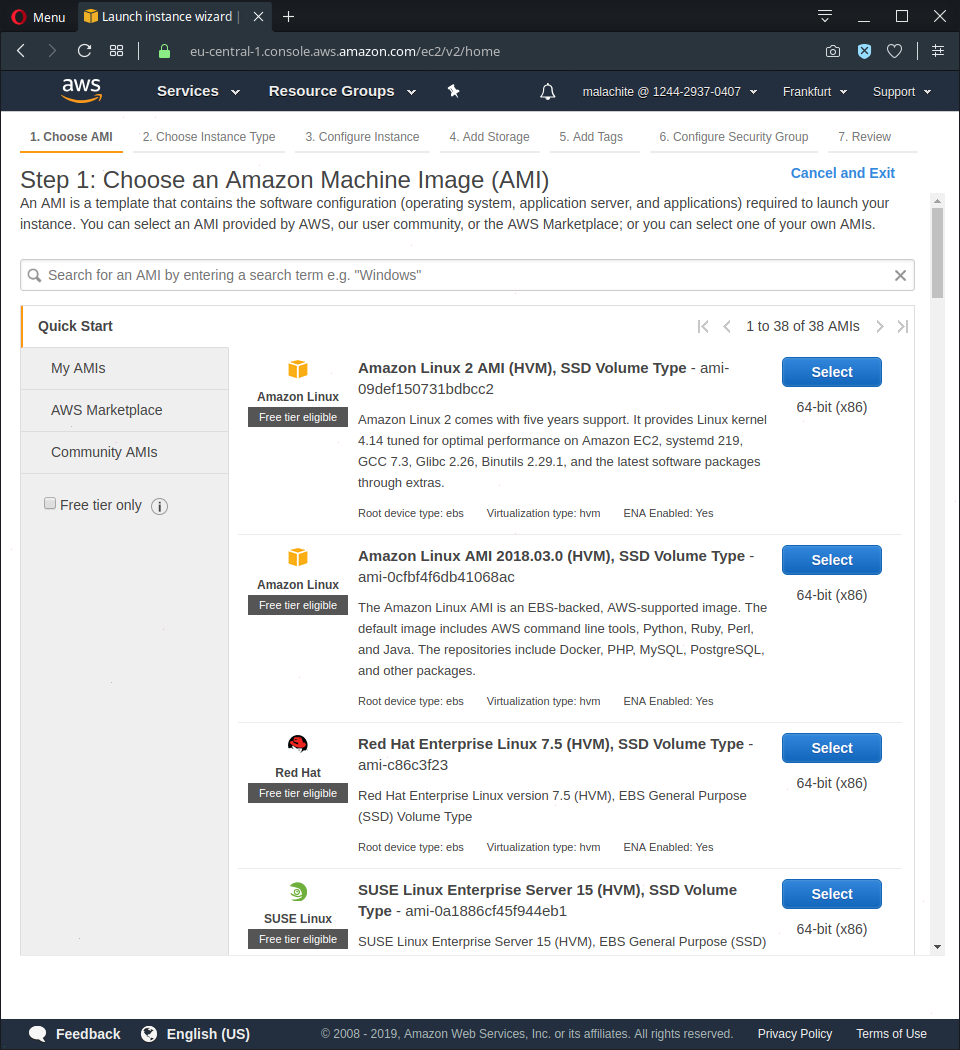 Menu
Launch instance wizard |
eu-central-1.console.aws.amazon.com/ec2/v2/home
aws Services Resource Groups malachite @ 1244-2937-0407 Frankfurt Support
1. Choose AMI 2. Choose Instance Type 3. Configure Instance 4. Add Storage 5. Add Tags 6. Configure Security Group 7. Review
Step 1: Choose an Amazon Machine Image (AMI)
Cancel and Exit
An AMI is a template that contains the software configuration (operating system, application server, and applications) required to launch your
instance. You can select an AMI provided by AWS, our user community, or the AWS Marketplace; or you can select one of your own AMIs.
Search for an AMI by entering a search term e.g. "Windows"
Quick Start
1 to 38 of 38 AMIs
My AMIs
AWS Marketplace
Community AMIs
Free tier only
Amazon Linux
Free tier eligible
Amazon Linux 2 AMI (HVM), SSD Volume Type - ami-
09def150731bdbcc2
Amazon Linux 2 comes with five years support. It provides Linux kernel
4.14 tuned for optimal performance on Amazon EC2, systemd 219,
GCC 7.3, Glibc 2.26, Binutils 2.29.1, and the latest software packages
through extras.
Root device type: ebs Virtualization type: hvm ENA Enabled: Yes
Select
64-bit (x86)
Amazon Linux
Free tier eligible
Amazon Linux AMI 2018.03.0 (HVM), SSD Volume Type -
ami-0cfbf4f6db41068ac
The Amazon Linux AMI is an EBS-backed, AWS-supported image. The
default image includes AWS command line tools, Python, Ruby, Perl,
and Java. The repositories include Docker, PHP, MySQL, PostgreSQL,
and other packages.
Root device type: ebs Virtualization type: hvm ENA Enabled: Yes
Select
64-bit (x86)
Red Hat
Free tier eligible
Red Hat Enterprise Linux 7.5 (HVM), SSD Volume Type -
ami-c86c3f23
Red Hat Enterprise Linux version 7.5 (HVM), EBS General Purpose
(SSD) Volume Type
Root device type: ebs Virtualization type: hvm ENA Enabled: Yes
Select
64-bit (x86)
SUSE Linux
Free tier eligible
SUSE Linux Enterprise Server 15 (HVM), SSD Volume
Type - ami-0a1886cf45f944eb1
SUSE Linux Enterprise Server 15 (HVM), EBS General Purpose (SSD)
Select
64-bit (x86)
Feedback English (US) © 2008 - 2019, Amazon Web Services, Inc. or its affiliates. All rights reserved. Privacy Policy Terms of Use